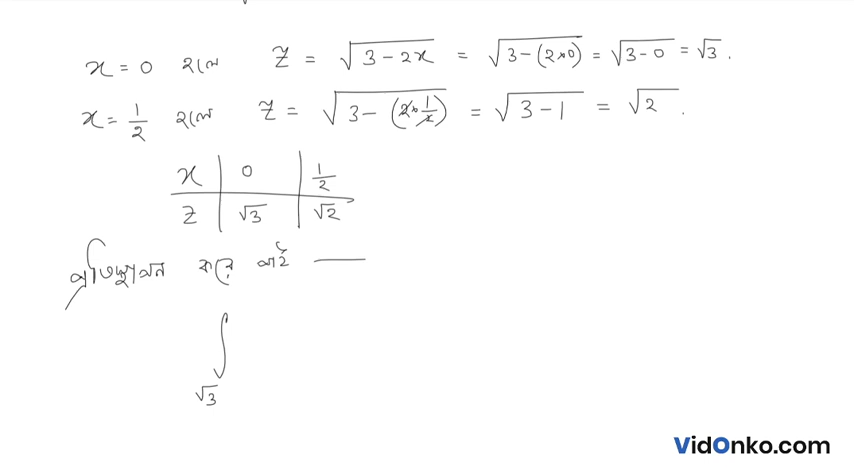 x = 0 হলে Z = √(3 - 2x) = √(3 - (2×0)) = √(3 - 0) = √3 .
x = 1/2 হলে Z = √(3 - (2×1/2)) = √(3 - 1) = √2 .
x | 0 | 1/2
Z | √3 | √2
প্রতিস্থাপন করে পাই —
∫
√3
VidOnko.com